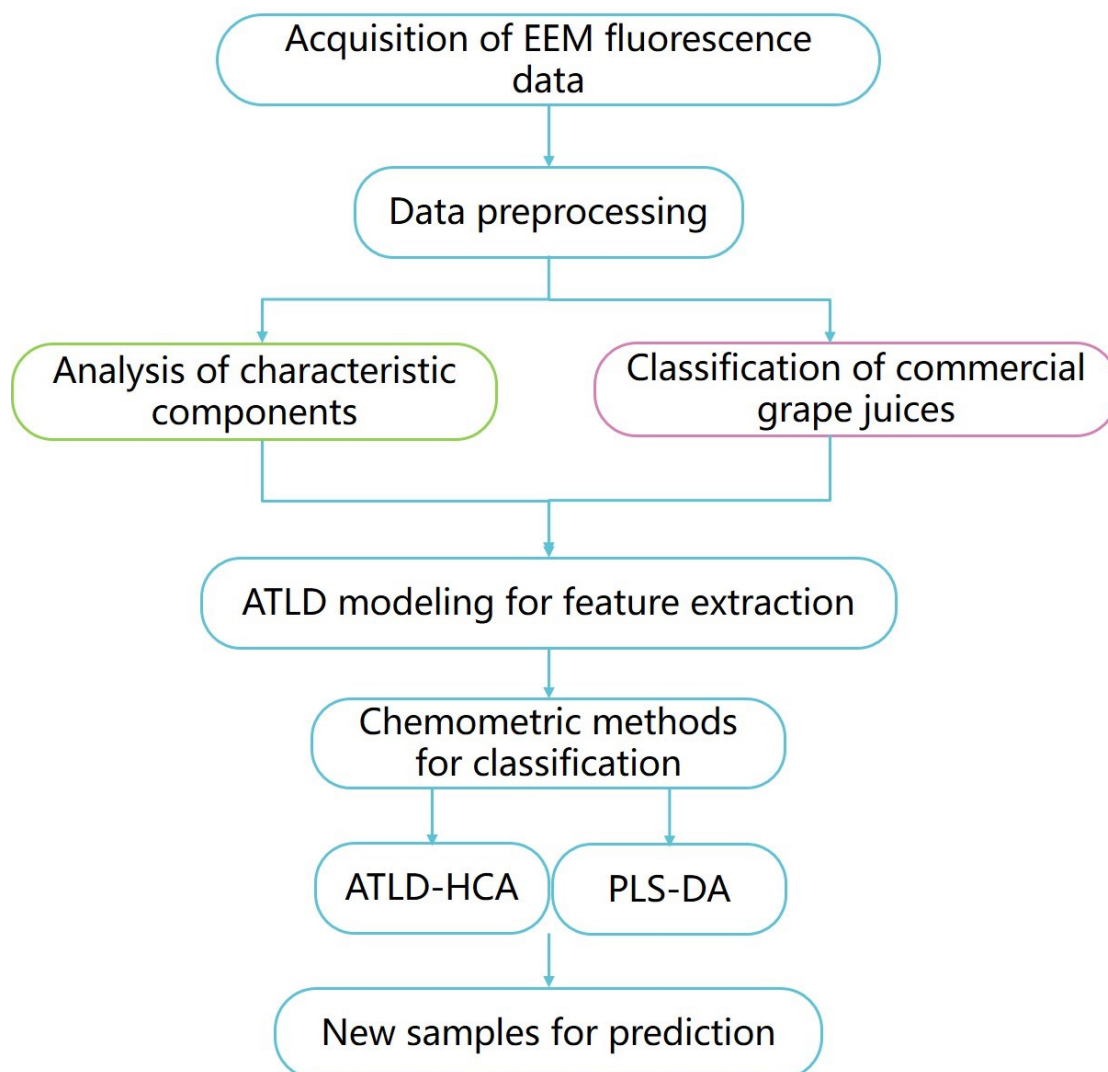 Acquisition of EEM fluorescence
data
Data preprocessing
Analysis of characteristic
components
Classification of commercial
grape juices
ATLD modeling for feature extraction
Chemometric methods
for classification
ATLD-HCA
PLS-DA
New samples for prediction